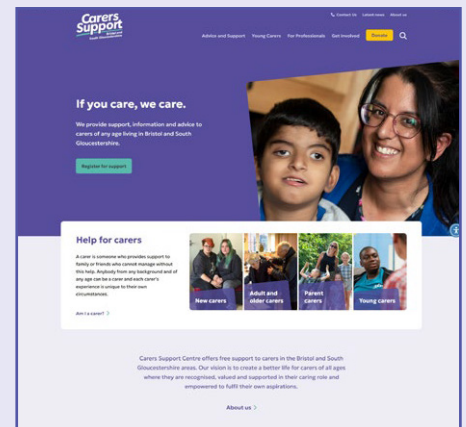 Carers
Support
Bristol and
South Gloucestershire
Contact Us Latest news About us
Advice and Support Young Carers For Professionals Get Involved Donate
If you care, we care.
We provide support, information and advice to
carers of any age living in Bristol and South
Gloucestershire.
Register for support
Help for carers
A carer is someone who provides support to
family or friends who cannot manage without
this help. Anybody from any background and of
any age can be a carer and each carer's
experience is unique to their own
circumstances.
Am I a carer?
New carers
Adult and
older carers
Parent
carers
Young carers
Carers Support Centre offers free support to carers in the Bristol and South
Gloucestershire areas. Our vision is to create a better life for carers of all ages
where they are recognised, valued and supported in their caring role and
empowered to fulfil their own aspirations.
About us